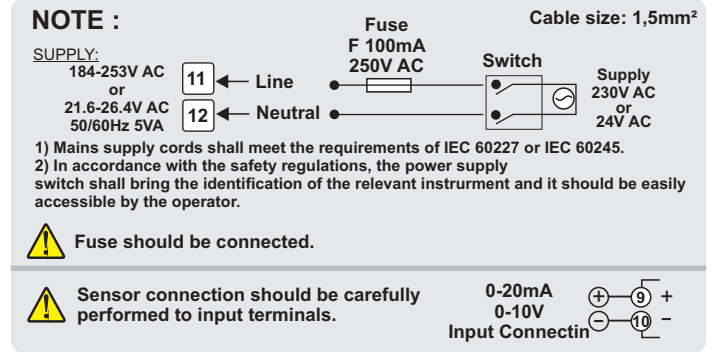 NOTE :
Cable size: 1,5mm²
SUPPLY:
184-253V AC
or
21.6-26.4V AC
50/60Hz 5VA
11
Line
12
Neutral
Fuse
F 100mA
250V AC
Switch
Supply
230V AC
or
24V AC
1) Mains supply cords shall meet the requirements of IEC 60227 or IEC 60245.
2) In accordance with the safety regulations, the power supply
switch shall bring the identification of the relevant instrurment and it should be easily
accessible by the operator.
Fuse should be connected.
Sensor connection should be carefully
performed to input terminals.
0-20mA
0-10V
Input Connectin
+ 9 +
− 10 −